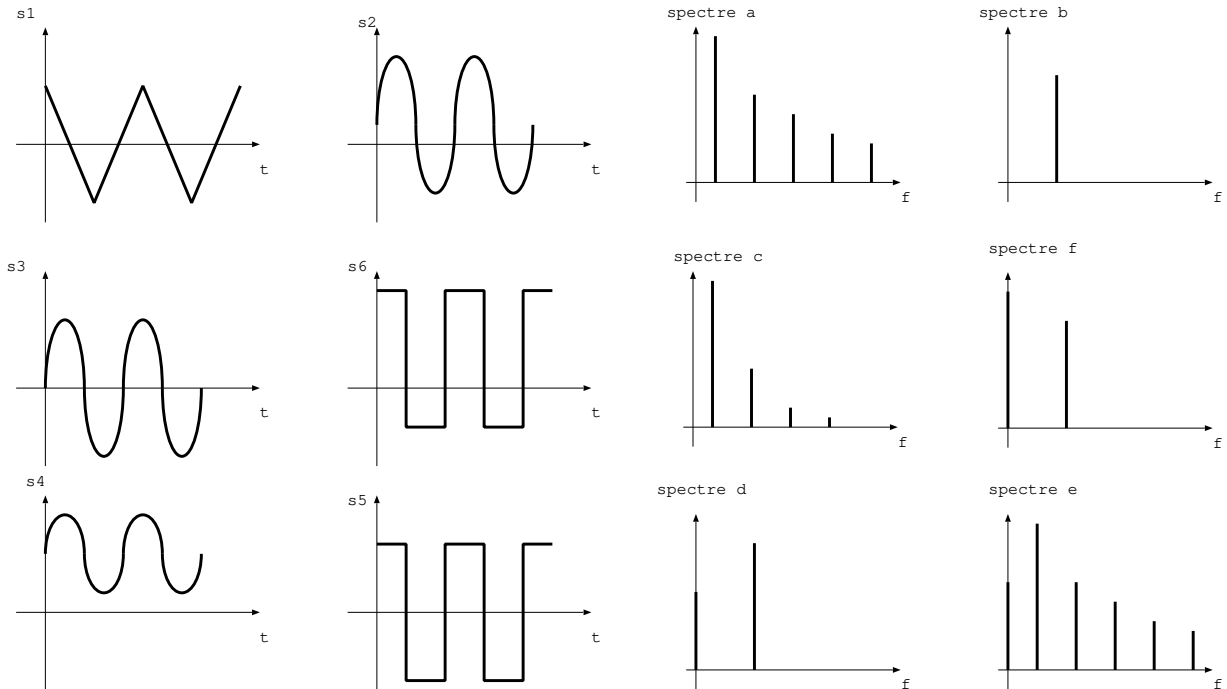 s1
s2
spectre a
spectre b
t
t
f
f
s3
s6
spectre c
spectre f
t
t
f
f
s4
s5
spectre d
spectre e
t
t
f
f